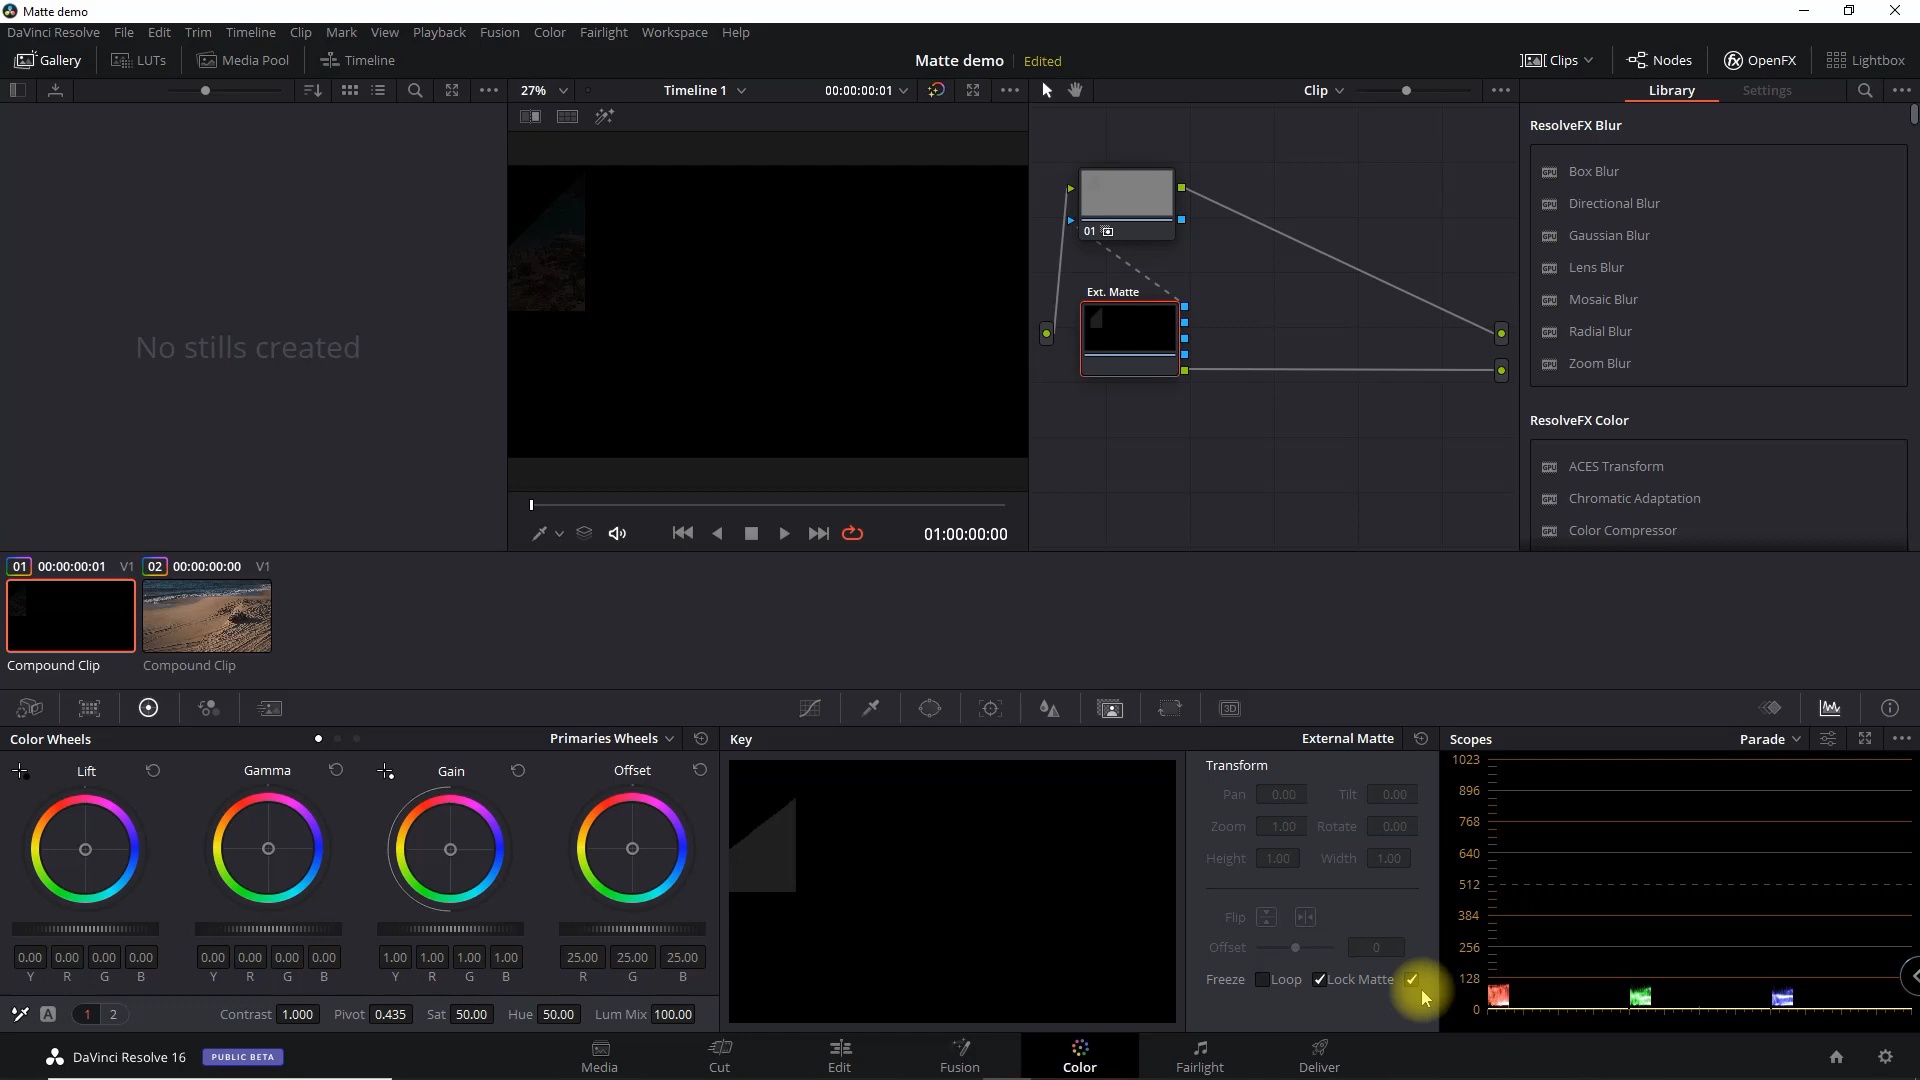 Matte demo
DaVinci Resolve File Edit Trim Timeline Clip Mark View Playback Fusion Color Fairlight Workspace Help
Gallery LUTs Media Pool Timeline Matte demo Edited Clips Nodes OpenFX Lightbox
27% Timeline 1 00:00:00:01 Clip Library Settings
ResolveFX Blur
Box Blur
Directional Blur
Gaussian Blur
Lens Blur
Mosaic Blur
Radial Blur
Zoom Blur
ResolveFX Color
ACES Transform
Chromatic Adaptation
Color Compressor
01
Ext. Matte
No stills created
01:00:00:00
01 00:00:00:01 V1 02 00:00:00:00 V1
Compound Clip Compound Clip
3D
Color Wheels Primaries Wheels Key External Matte Scopes Parade
Lift Gamma Gain Offset
0.00 0.00 0.00 0.00 0.00 0.00 0.00 0.00 1.00 1.00 1.00 1.00 25.00 25.00 25.00
Y R G B Y R G B Y R G B R G B
A 1 2 Contrast 1.000 Pivot 0.435 Sat 50.00 Hue 50.00 Lum Mix 100.00
Transform
Pan 0.00 Tilt 0.00
Zoom 1.00 Rotate 0.00
Height 1.00 Width 1.00
Flip
Offset 0
Freeze Loop Lock Matte
1023
896
768
640
512
384
256
128
0
DaVinci Resolve 16 PUBLIC BETA Media Cut Edit Fusion Color Fairlight Deliver